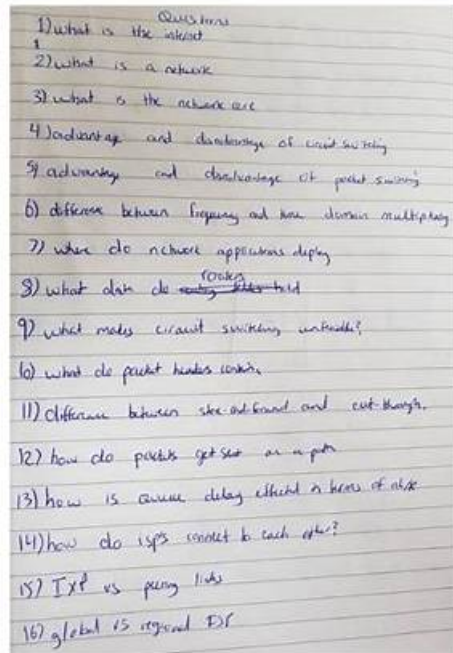 Questions
1) what is the internet
2) what is a network
3) what is the network core
4) advantage and disadvantage of circuit switching
5) advantage and disadvantage of packet switching
6) difference between frequency and time domain multiplexing
7) where do network applications deploy
8) what data do routers hold
9) what makes circuit switching
10) what do packet headers contain
11) difference between store and forward and cut-through.
12) how do packets get sent on a path
13) how is queue delay effected in terms of
14) how do isps connect to each other?
15) IXP vs peering links
16) global vs regional ISP